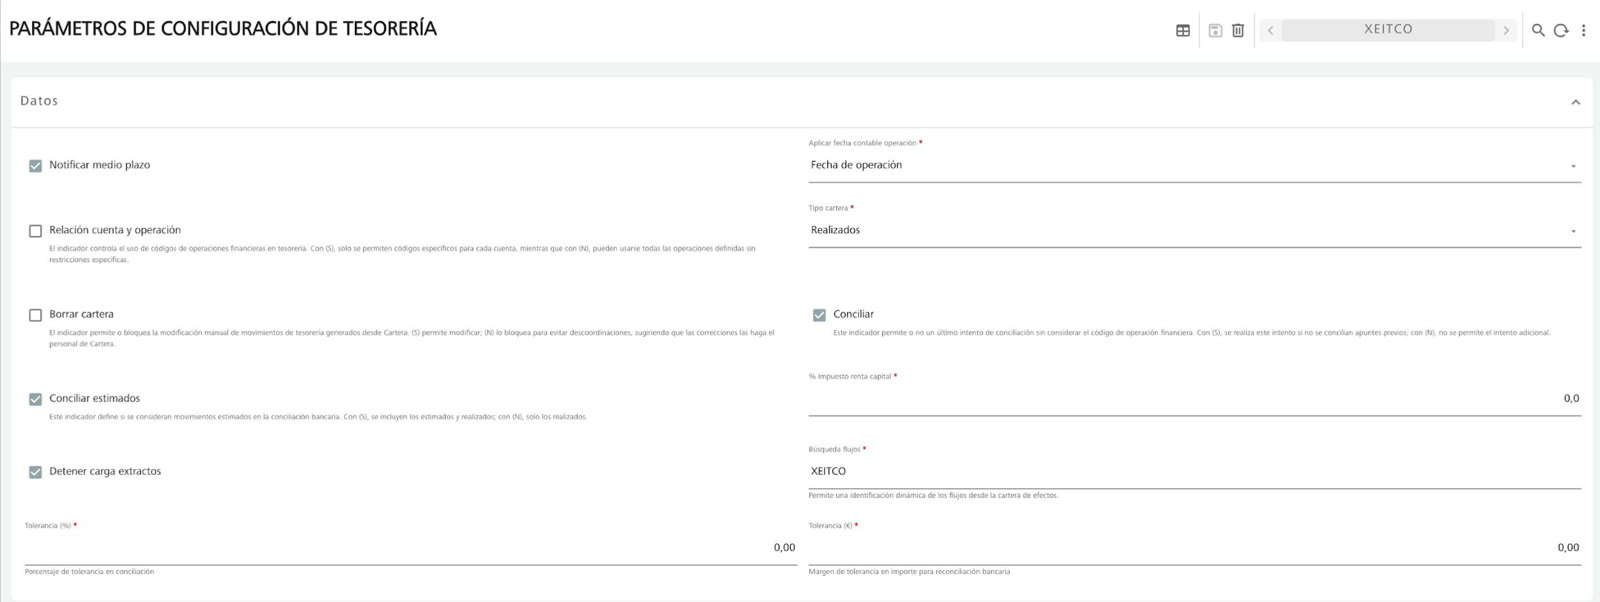 PARÁMETROS DE CONFIGURACIÓN DE TESORERÍA
XEITCO
Datos
Notificar medio plazo
Aplicar fecha contable operación *
Fecha de operación
Relación cuenta y operación
El indicador controla el uso de códigos de operaciones financieras en tesorería. Con (S), solo se permiten códigos específicos para cada cuenta, mientras que con (N), pueden usarse todas las operaciones definidas sin
restricciones específicas.
Tipo cartera *
Realizados
Borrar cartera
El indicador permite o bloquea la modificación manual de movimientos de tesorería generados desde Cartera. (S) permite modificar; (N) lo bloquea para evitar descoordinaciones, sugiriendo que las correcciones las haga el
personal de Cartera.
Conciliar
Este indicador permite o no un último intento de conciliación sin considerar el código de operación financiera. Con (S), se realiza este intento si no se concilian apuntes previos; con (N), no se permite el intento adicional.
Conciliar estimados
Este indicador define si se consideran movimientos estimados en la conciliación bancaria. Con (S), se incluyen los estimados y realizados; con (N), solo los realizados.
% Impuesto renta capital *
0,0
Detener carga extractos
Búsqueda flujos *
XEITCO
Permite una identificación dinámica de los flujos desde la cartera de efectos.
Tolerancia (%) *
0,00
Porcentaje de tolerancia en conciliación
Tolerancia (€) *
0,00
Margen de tolerancia en importe para reconciliación bancaria